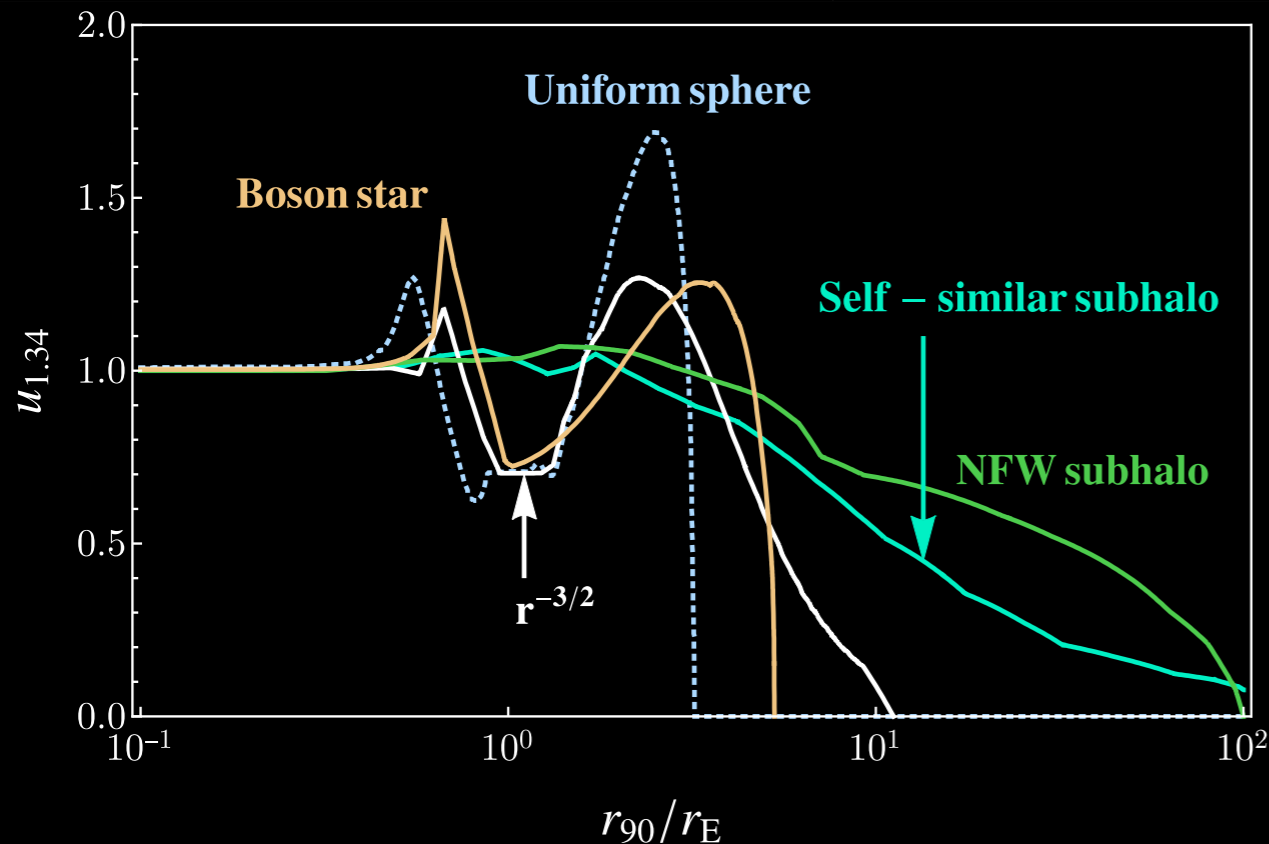 2.0
Uniform sphere
Boson star
1.5
Self – similar subhalo
1.0
u₁.₃₄
NFW subhalo
0.5
r⁻³/²
0.0
10⁻¹ 10⁰ 10¹ 10²
r₉₀/r_E